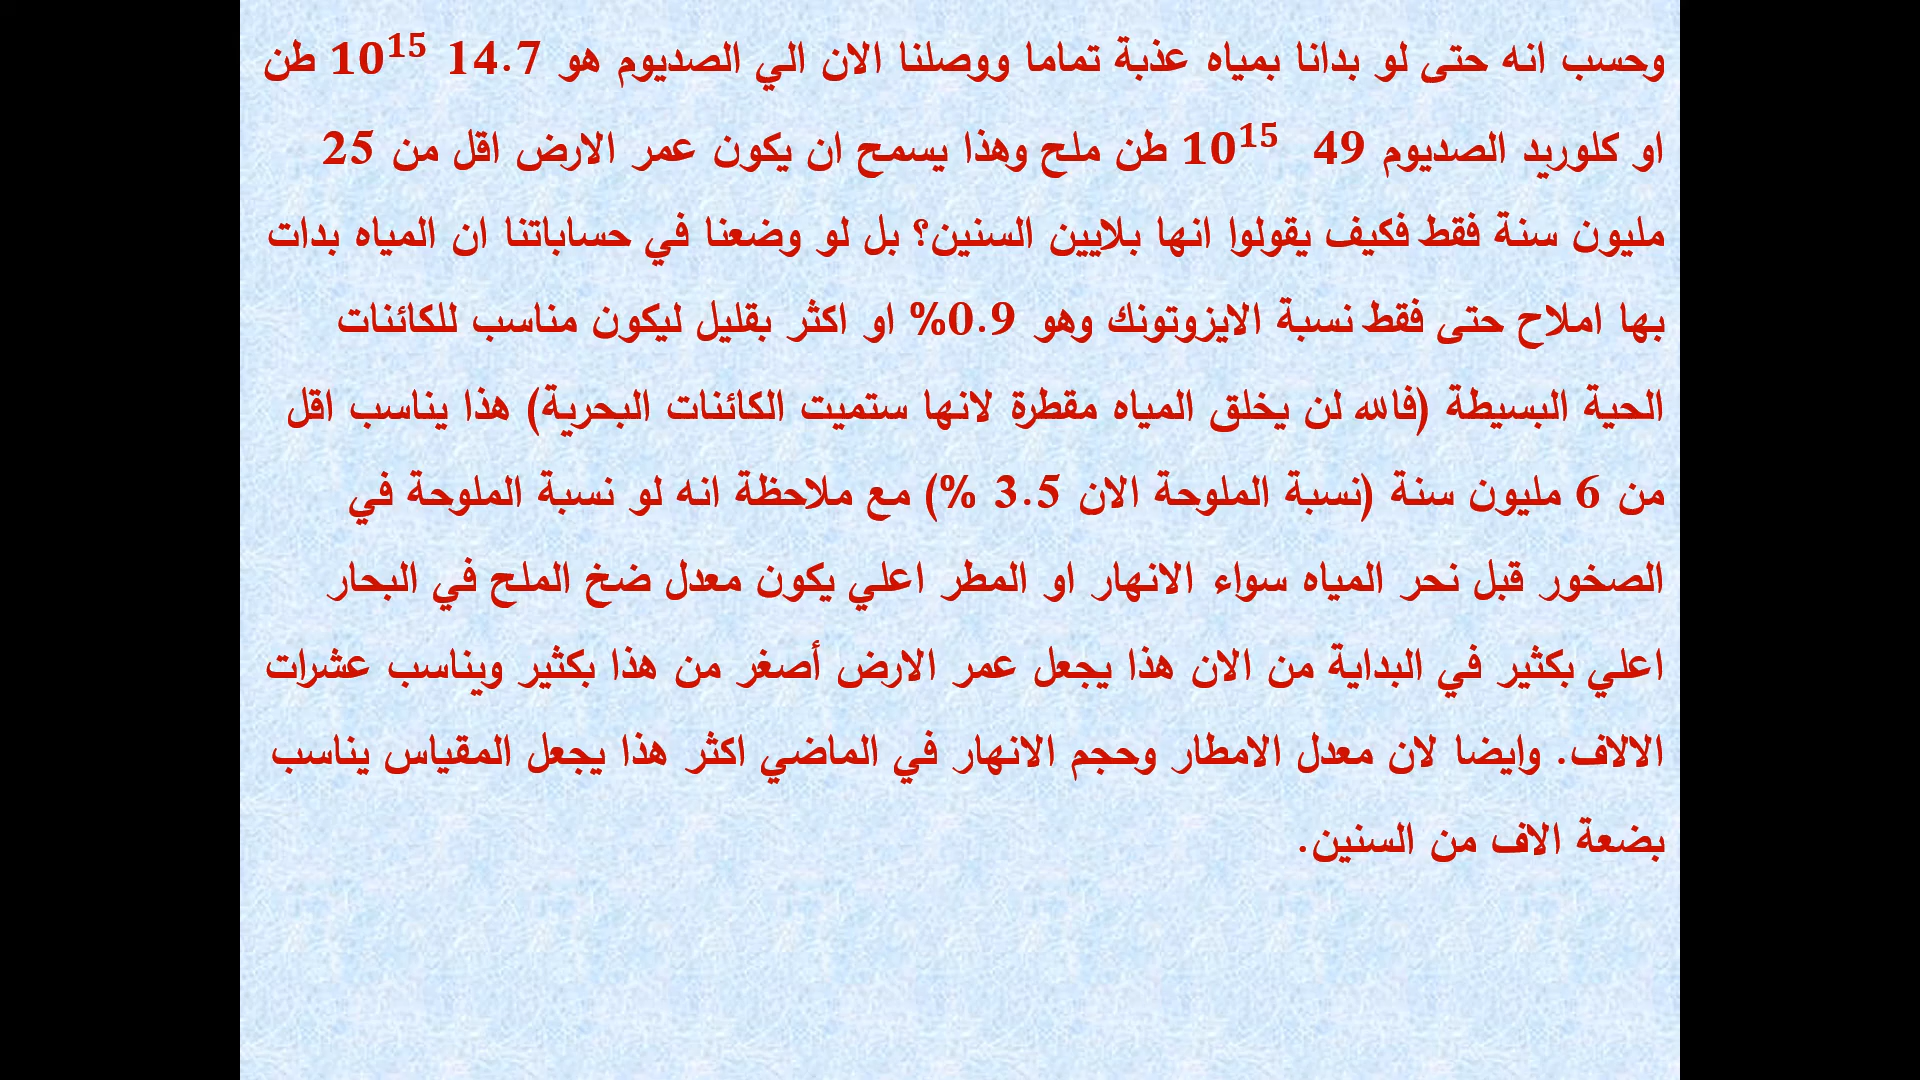 وحسب انه حتى لو بدانا بمياه عذبة تماما ووصلنا الان الي الصديوم هو 14.7 10¹⁵ طن
او كلوريد الصديوم 49 10¹⁵ طن ملح وهذا يسمح ان يكون عمر الارض اقل من 25
مليون سنة فقط فكيف يقولوا انها بلايين السنين؟ بل لو وضعنا في حساباتنا ان المياه بدات
بها املاح حتى فقط نسبة الايزوتونك وهو 0.9% او اكثر بقليل ليكون مناسب للكائنات
الحية البسيطة (فالله لن يخلق المياه مقطرة لانها ستميت الكائنات البحرية) هذا يناسب اقل
من 6 مليون سنة (نسبة الملوحة الان 3.5 %) مع ملاحظة انه لو نسبة الملوحة في
الصخور قبل نحر المياه سواء الانهار او المطر اعلي يكون معدل ضخ الملح في البحار
اعلي بكثير في البداية من الان هذا يجعل عمر الارض أصغر من هذا بكثير ويناسب عشرات
الالاف. وايضا لان معدل الامطار وحجم الانهار في الماضي اكثر هذا يجعل المقياس يناسب
بضعة الاف من السنين.